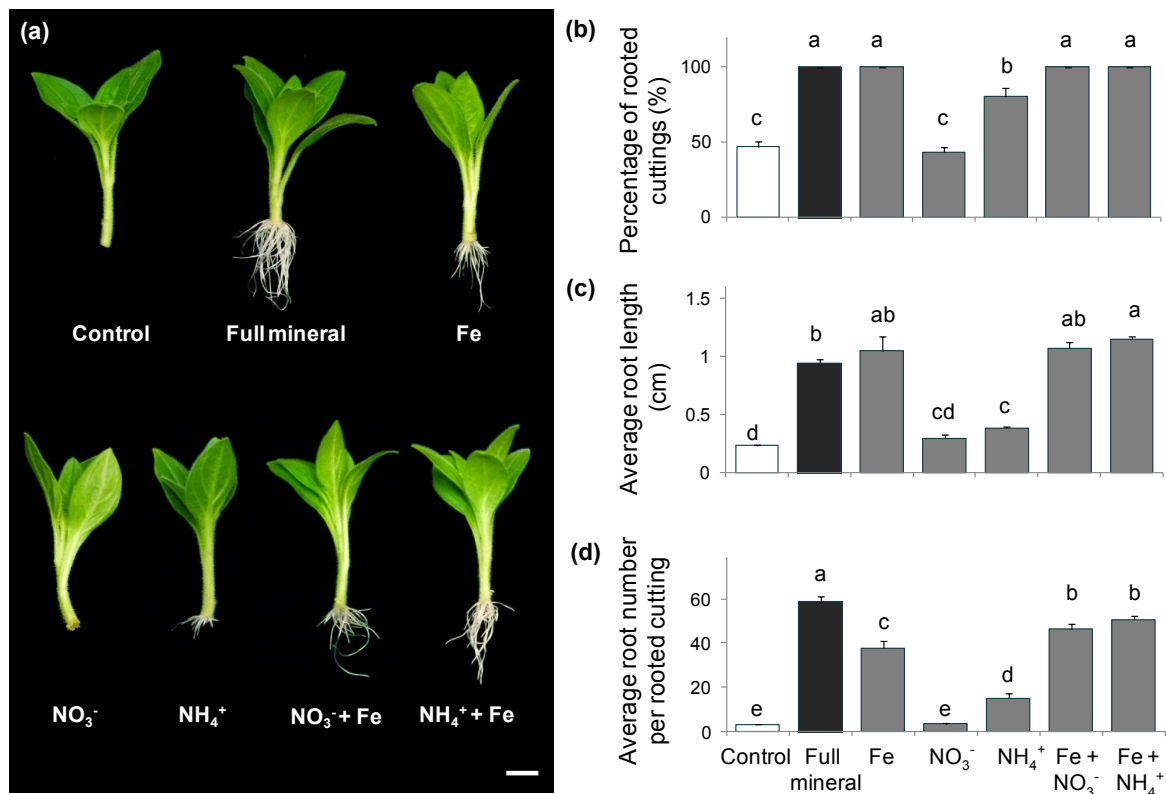 (a)
Control Full mineral Fe
NO₃⁻ NH₄⁺ NO₃⁻ + Fe NH₄⁺ + Fe
(b)
Percentage of rooted
cuttings (%)
100
50
0
c a a c b a a
(c)
Average root length
(cm)
1.5
1
0.5
0
d b ab cd c ab a
(d)
Average root number
per rooted cutting
60
40
20
0
e a c e d b b
Control Full Fe NO₃⁻ NH₄⁺ Fe + Fe +
mineral NO₃⁻ NH₄⁺